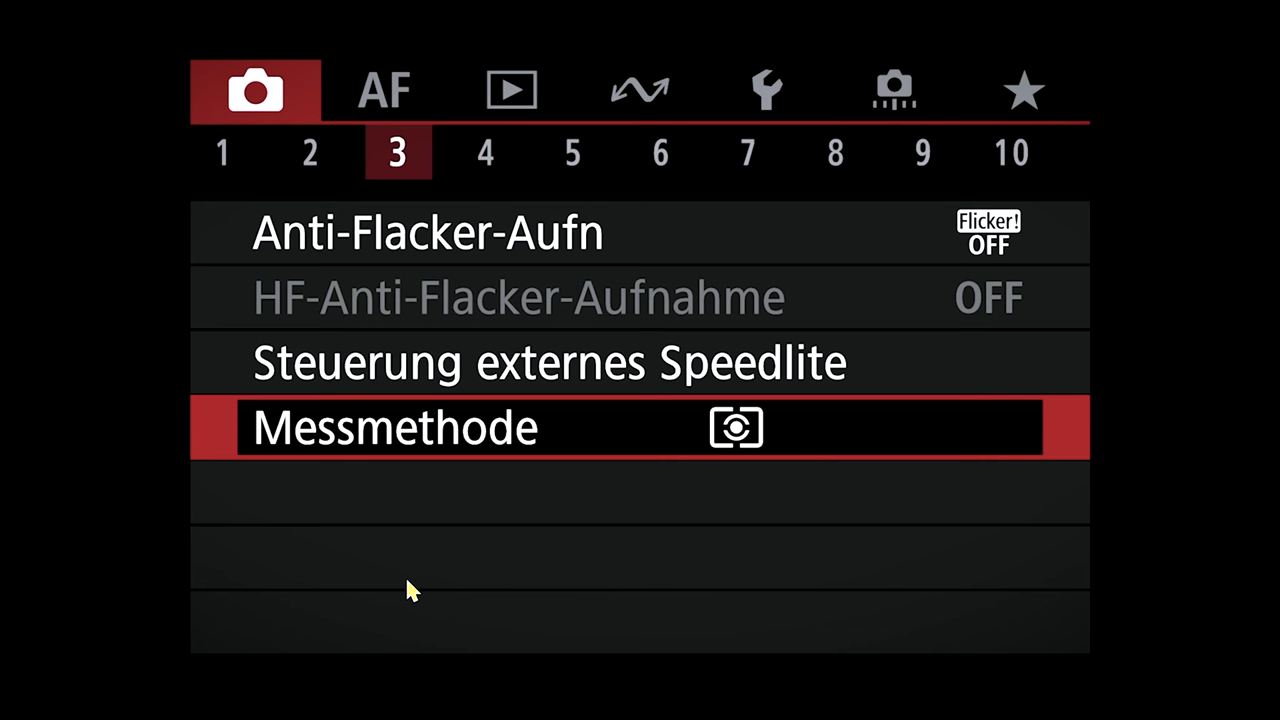 AF
1 2 3 4 5 6 7 8 9 10
Anti-Flacker-Aufn Flicker! OFF
HF-Anti-Flacker-Aufnahme OFF
Steuerung externes Speedlite
Messmethode